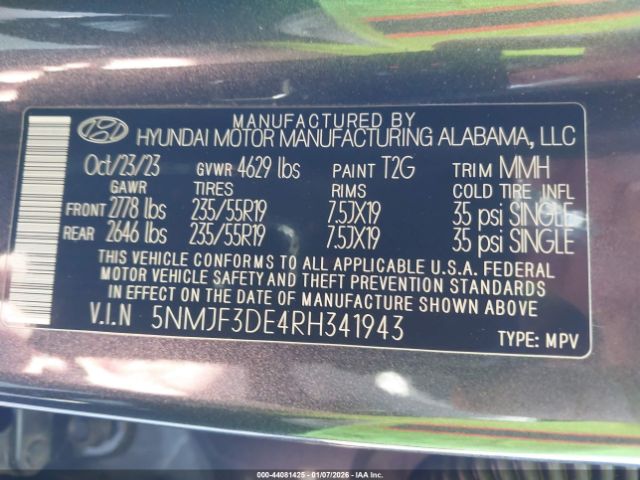 MANUFACTURED BY
HYUNDAI MOTOR MANUFACTURING ALABAMA, LLC
Oct/23/23 GVWR 4629 lbs PAINT T2G TRIM MMH
GAWR TIRES RIMS COLD TIRE INFL
FRONT 2778 lbs 235/55R19 7.5JX19 35 psi SINGLE
REAR 2646 lbs 235/55R19 7.5JX19 35 psi SINGLE
THIS VEHICLE CONFORMS TO ALL APPLICABLE U.S.A. FEDERAL
MOTOR VEHICLE SAFETY AND THEFT PREVENTION STANDARDS
IN EFFECT ON THE DATE OF MANUFACTURE SHOWN ABOVE.
V.I.N 5NMJF3DE4RH341943
TYPE: MPV
000-44081425 | 01/07/2026 - IAA Inc.